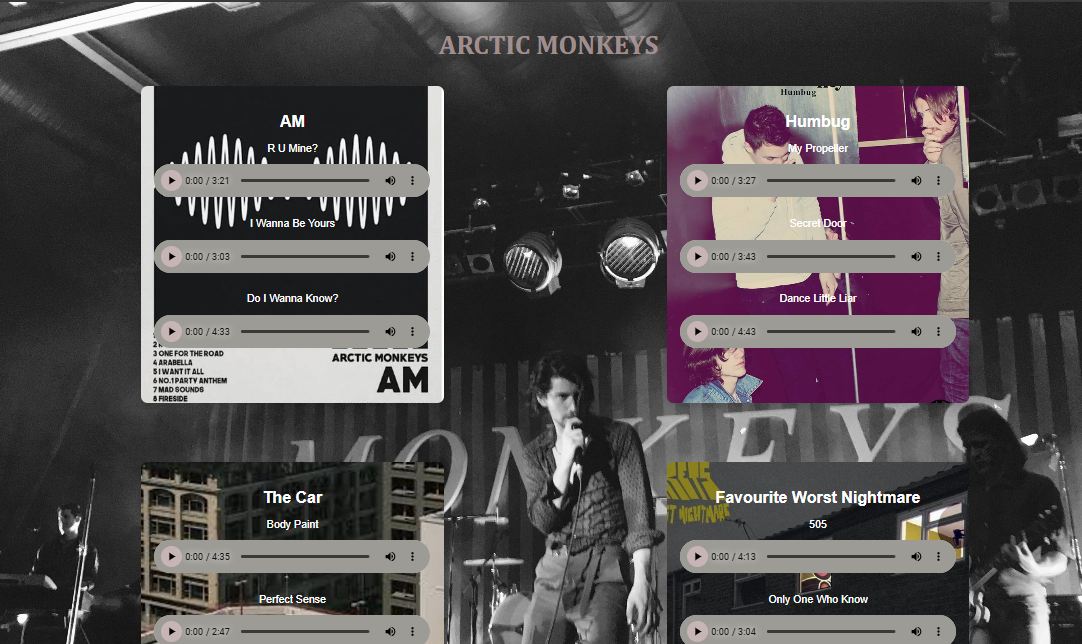 ARCTIC MONKEYS
AM
R U Mine?
0:00 / 3:21
I Wanna Be Yours
0:00 / 3:03
Do I Wanna Know?
0:00 / 4:33
3 ONE FOR THE ROAD
4 ARABELLA
5 I WANT IT ALL
6 NO.1 PARTY ANTHEM
7 MAD SOUNDS
8 FIRESIDE
ARCTIC MONKEYS
AM
Humbug
Humbug
My Propeller
0:00 / 3:27
Secret Door
0:00 / 3:43
Dance Little Liar
0:00 / 4:43
MONKEYS
The Car
Body Paint
0:00 / 4:35
Perfect Sense
0:00 / 2:47
Favourite Worst Nightmare
NIGHTMARE
505
0:00 / 4:13
Only One Who Know
0:00 / 3:04